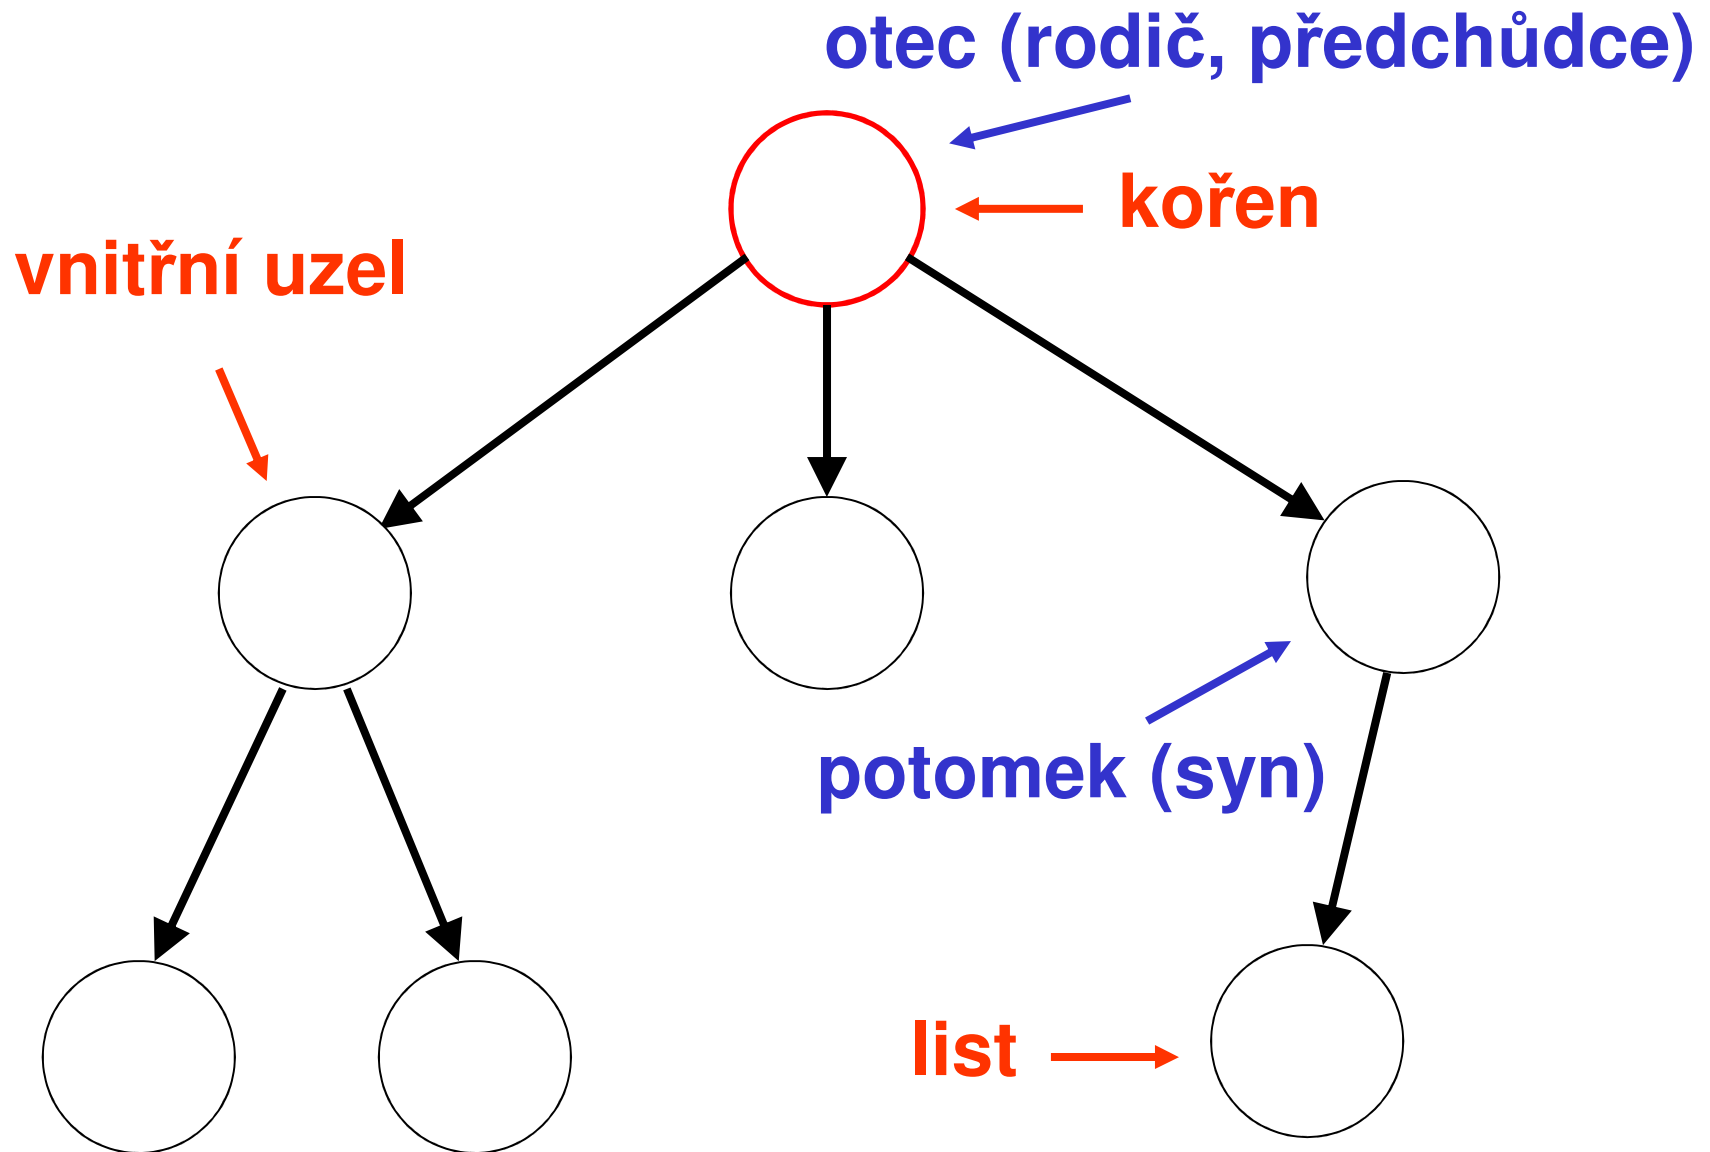 otec (rodič, předchůdce)
kořen
vnitřní uzel
potomek (syn)
list